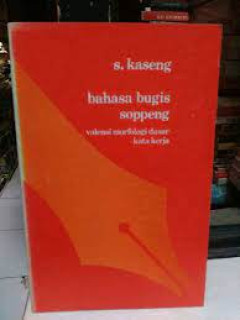 s. kaseng
bahasa bugis
soppeng
valensi morfologi dasar
kata kerja